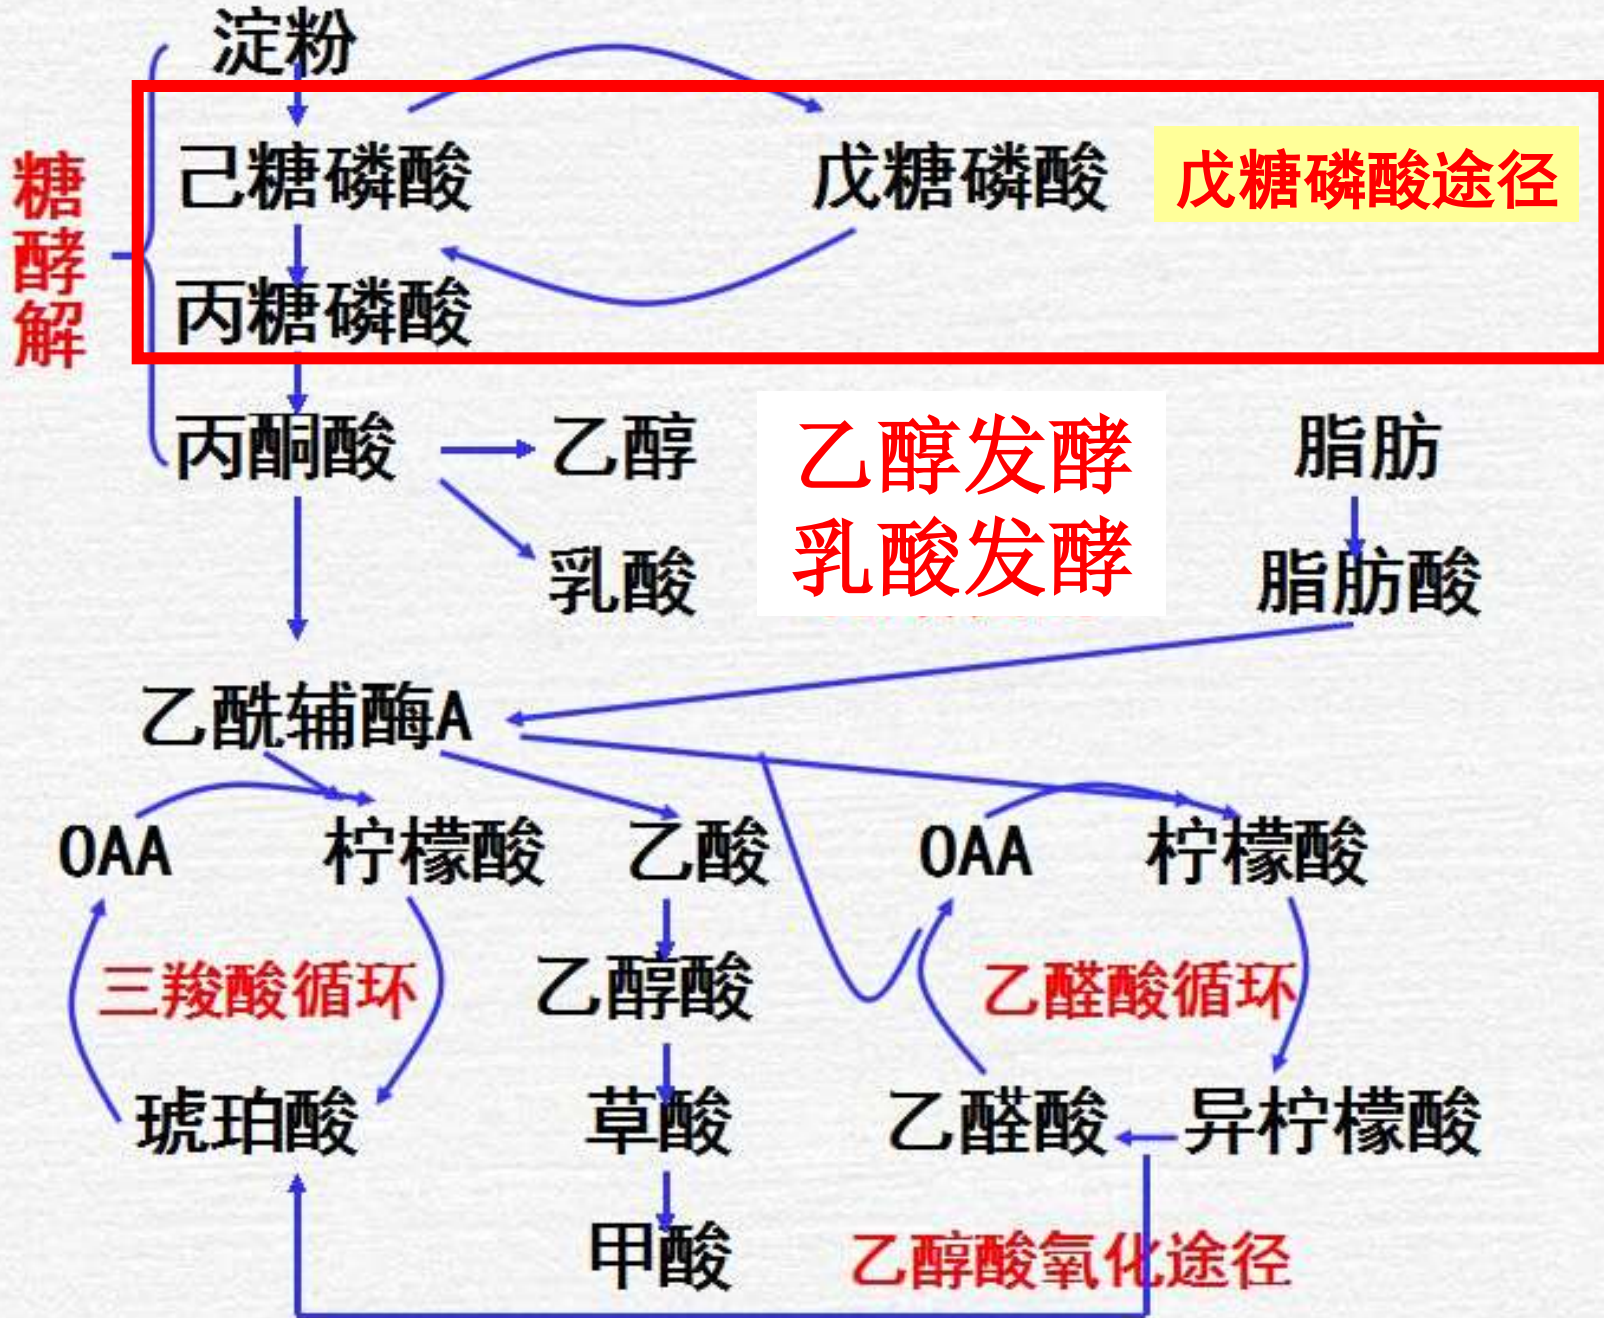 淀粉
糖酵解
己糖磷酸
戊糖磷酸
戊糖磷酸途径
丙糖磷酸
丙酮酸
乙醇
乙醇发酵
脂肪
乳酸
乳酸发酵
脂肪酸
乙酰辅酶A
OAA
柠檬酸
乙酸
OAA
柠檬酸
三羧酸循环
乙醇酸
乙醛酸循环
琥珀酸
草酸
乙醛酸
异柠檬酸
甲酸
乙醇酸氧化途径